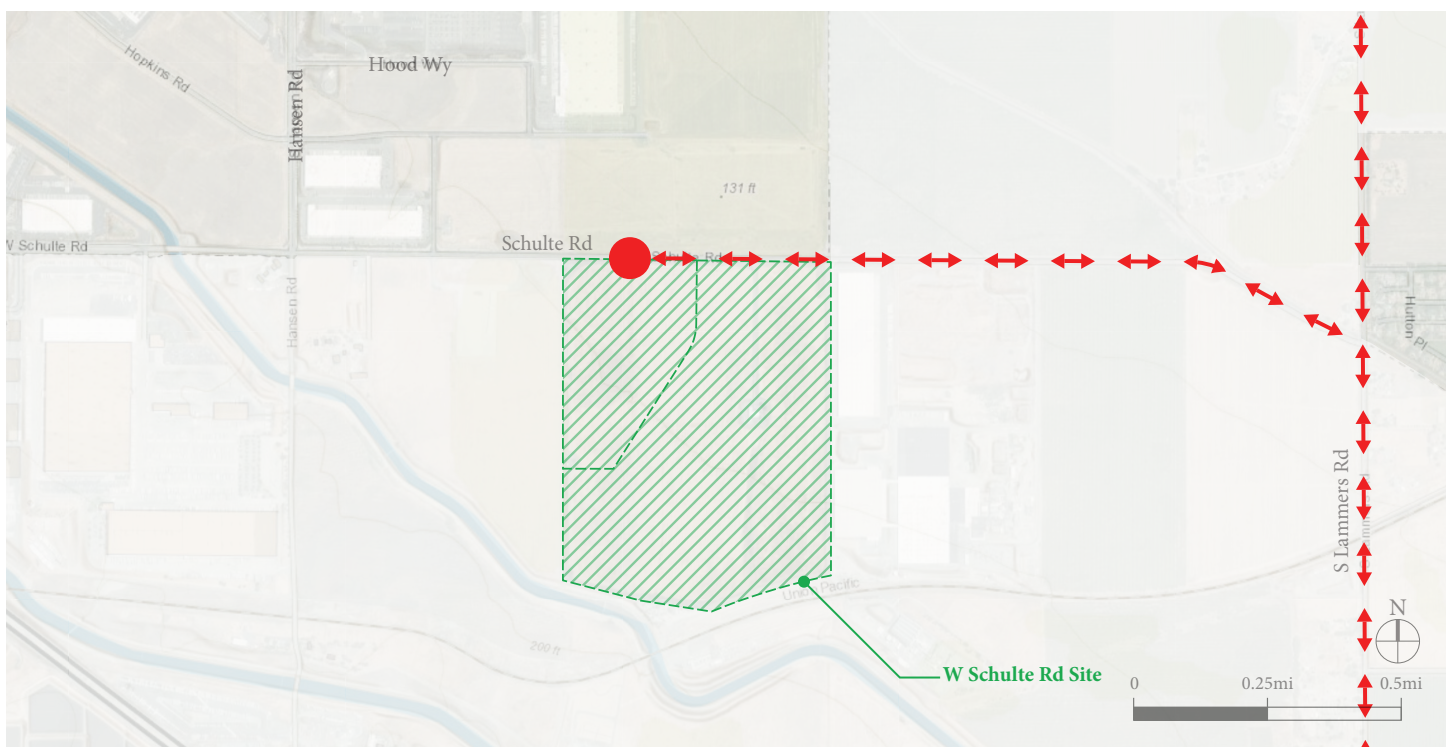 Hopkins Rd
Hood Wy
Hansen Rd
131 ft
W Schulte Rd
Schulte Rd
Schulte Rd
Hansen Rd
Hutton Pl
S Lammers Rd
Union Pacific
200 ft
W Schulte Rd Site
N
0 0.25mi 0.5mi